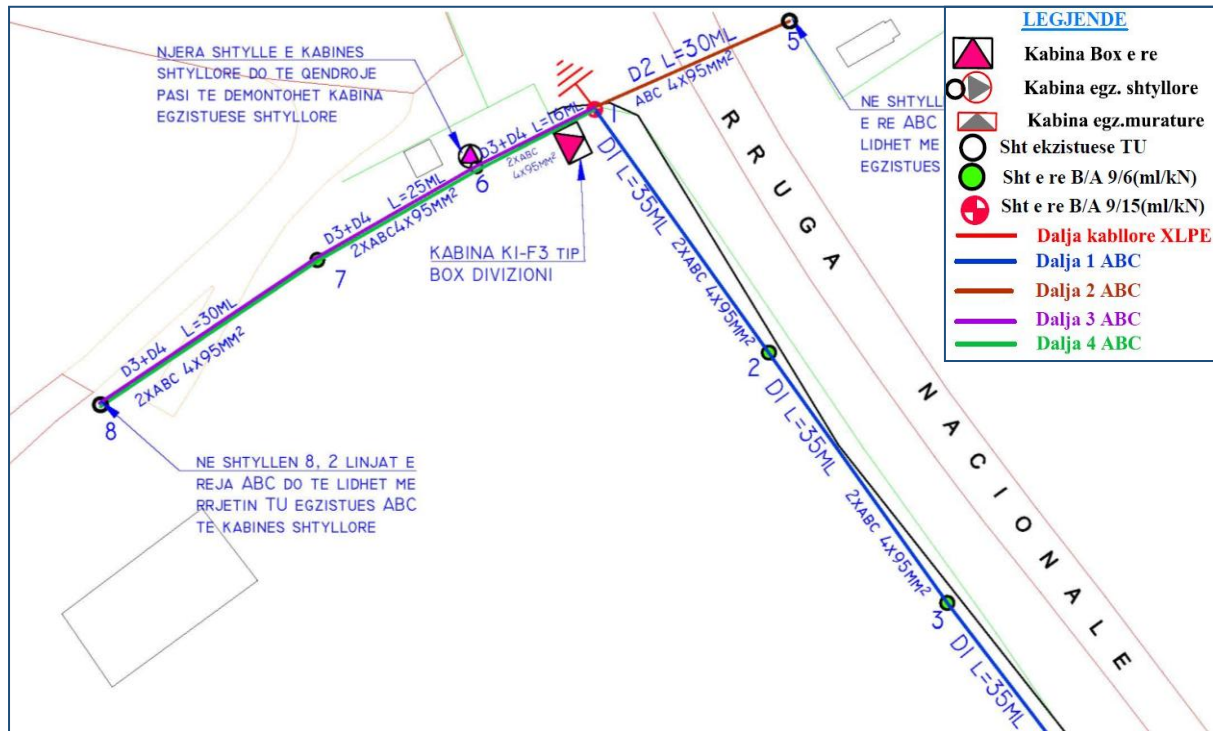 NJERA SHTYLLE E KABINES
SHTYLLORE DO TE QENDROJE
PASI TE DEMONTOHET KABINA
EGZISTUESE SHTYLLORE
D2 L=30ML
ABC 4X95MM²
5
NE SHTYLL
E RE ABC
LIDHET ME
EGZISTUES
1
D3+D4 L=16ML
2XABC
4X95MM²
6
D3+D4 L=25ML
2XABC4X95MM²
7
D3+D4 L=30ML
2XABC 4X95MM²
8
KABINA K1-F3 TIP
BOX DIVIZIONI
NE SHTYLLEN 8, 2 LINJAT E
REJA ABC DO TE LIDHET ME
RRJETIN TU EGZISTUES ABC
TE KABINES SHTYLLORE
D1 L=35ML
2XABC 4X95MM²
2
D1 L=35ML
2XABC 4X95MM²
3
D1 L=35ML
RRUGA NACIONALE
LEGJENDE
Kabina Box e re
Kabina egz. shtyllore
Kabina egz.murature
Sht ekzistuese TU
Sht e re B/A 9/6(ml/kN)
Sht e re B/A 9/15(ml/kN)
Dalja kabllore XLPE
Dalja 1 ABC
Dalja 2 ABC
Dalja 3 ABC
Dalja 4 ABC